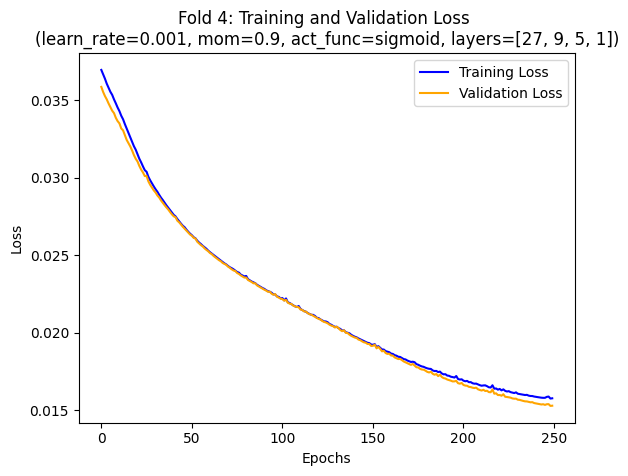 Fold 4: Training and Validation Loss
(learn_rate=0.001, mom=0.9, act_func=sigmoid, layers=[27, 9, 5, 1])
Training Loss
Validation Loss
0.035
0.030
0.025
0.020
0.015
Loss
0
50
100
150
200
250
Epochs